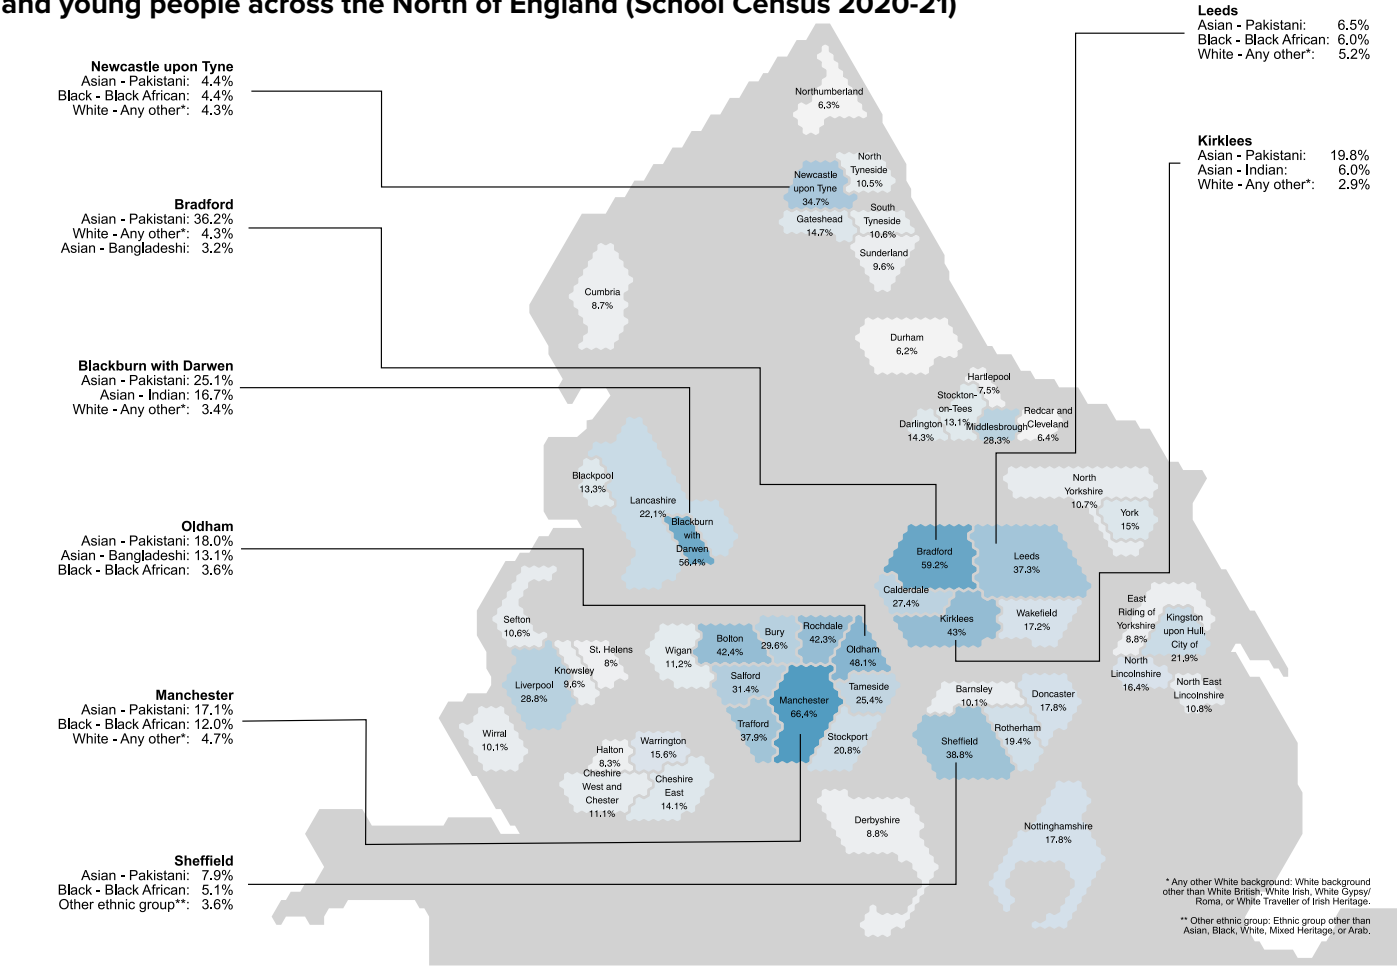 and young people across the North of England (School Census 2020-21)
Newcastle upon Tyne
Asian - Pakistani: 4.4%
Black - Black African: 4.4%
White - Any other*: 4.3%
Bradford
Asian - Pakistani: 36.2%
White - Any other*: 4.3%
Asian - Bangladeshi: 3.2%
Blackburn with Darwen
Asian - Pakistani: 25.1%
Asian - Indian: 16.7%
White - Any other*: 3.4%
Oldham
Asian - Pakistani: 18.0%
Asian - Bangladeshi: 13.1%
Black - Black African: 3.6%
Manchester
Asian - Pakistani: 17.1%
Black - Black African: 12.0%
White - Any other*: 4.7%
Sheffield
Asian - Pakistani: 7.9%
Black - Black African: 5.1%
Other ethnic group**: 3.6%
Leeds
Asian - Pakistani: 6.5%
Black - Black African: 6.0%
White - Any other*: 5.2%
Kirklees
Asian - Pakistani: 19.8%
Asian - Indian: 6.0%
White - Any other*: 2.9%
Northumberland
6.3%
North
Tyneside
10.5%
Newcastle
upon Tyne
34.7%
Gateshead
14.7%
South
Tyneside
10.6%
Sunderland
9.6%
Cumbria
8.7%
Durham
6.2%
Hartlepool
7.5%
Stockton-
on-Tees
13.1%
Darlington
14.3%
Middlesbrough
28.3%
Redcar and
Cleveland
6.4%
Blackpool
13.3%
Lancashire
22.1%
Blackburn
with
Darwen
56.4%
North
Yorkshire
10.7%
York
15%
Bradford
59.2%
Leeds
37.3%
Calderdale
27.4%
Kirklees
43%
Wakefield
17.2%
East
Riding of
Yorkshire
8.8%
Kingston
upon Hull,
City of
21.9%
North
Lincolnshire
16.4%
North East
Lincolnshire
10.8%
Sefton
10.6%
St. Helens
8%
Knowsley
9.6%
Liverpool
28.8%
Wirral
10.1%
Wigan
11.2%
Bolton
42.4%
Bury
29.6%
Rochdale
42.3%
Oldham
48.1%
Salford
31.4%
Manchester
66.4%
Tameside
25.4%
Trafford
37.9%
Stockport
20.8%
Halton
8.3%
Warrington
15.6%
Cheshire
West and
Chester
11.1%
Cheshire
East
14.1%
Barnsley
10.1%
Doncaster
17.8%
Rotherham
19.4%
Sheffield
38.8%
Derbyshire
8.8%
Nottinghamshire
17.8%
* Any other White background: White background
other than White British, White Irish, White Gypsy/
Roma, or White Traveller of Irish Heritage.
** Other ethnic group: Ethnic group other than
Asian, Black, White, Mixed Heritage, or Arab.